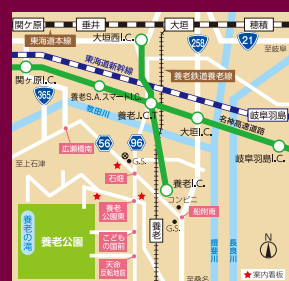 関ケ原
垂井
大垣
穂積
東海道本線
大垣西I.C.
258
21
至岐阜
東海道新幹線
関ヶ原I.C.
養老鉄道養老線
365
養老S.A.スマートI.C.
牧田川
養老J.C.T.
岐阜羽島
名神高速道路
大垣I.C.
広瀬橋南
56
96
G.S.
岐阜羽島I.C.
至上石津
石畑
養老I.C.
養老の滝
養老公園
養老
公園東
コンビニ
船附南
G.S.
こども
の国前
養老
揖斐川
長良川
N
天命
反転地前
至桑名
★案内看板